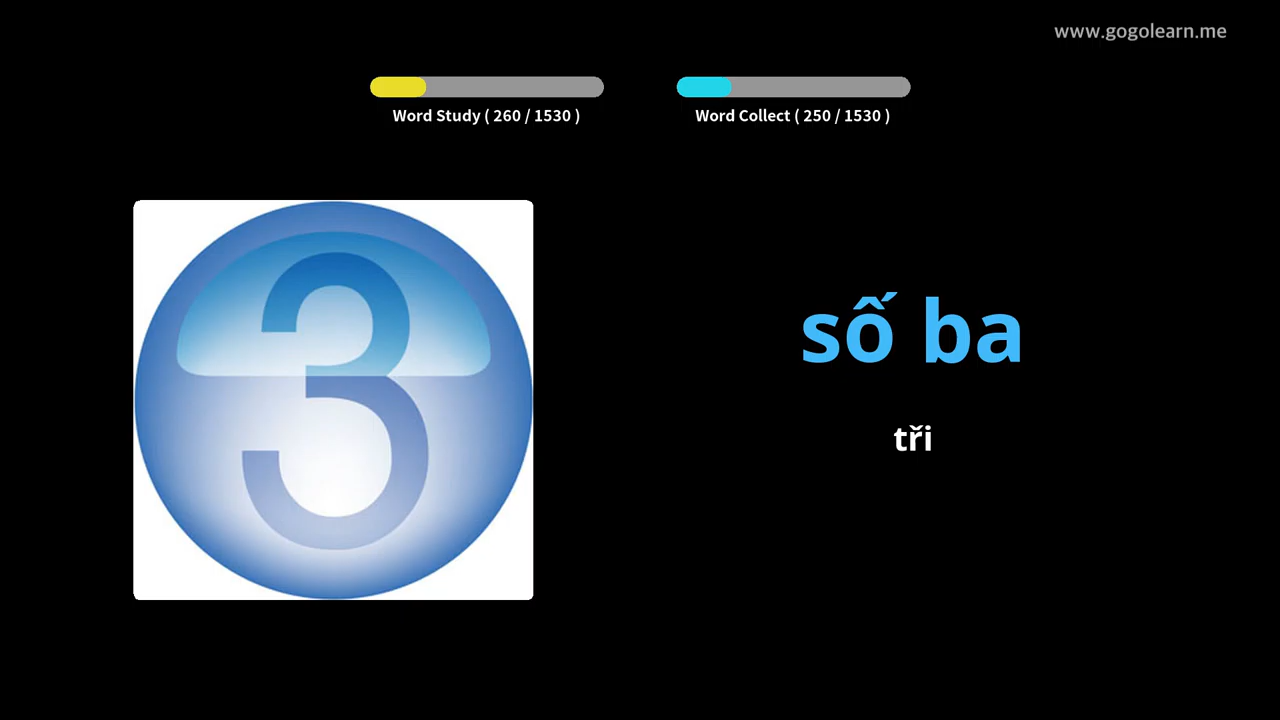 www.gogolearn.me
Word Study ( 260 / 1530 )
Word Collect ( 250 / 1530 )
3
số ba
tři